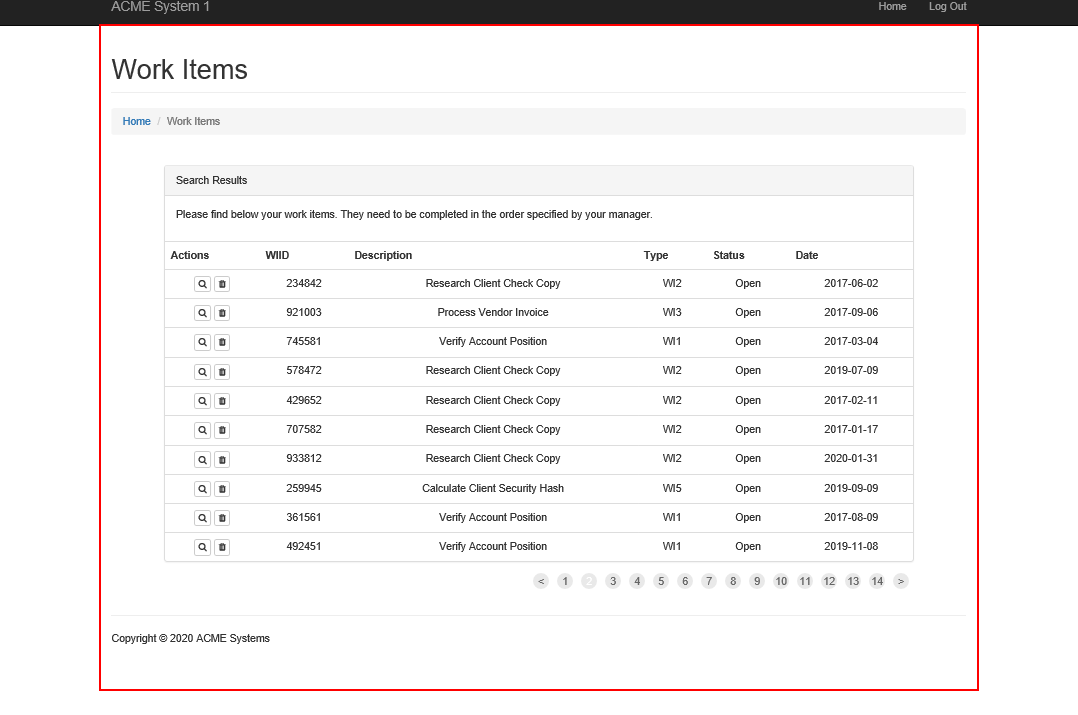 ACME System 1 Home Log Out
Work Items
Home / Work Items
Search Results
Please find below your work items. They need to be completed in the order specified by your manager.
Actions WIID Description Type Status Date
234842 Research Client Check Copy WI2 Open 2017-06-02
921003 Process Vendor Invoice WI3 Open 2017-09-06
745581 Verify Account Position WI1 Open 2017-03-04
578472 Research Client Check Copy WI2 Open 2019-07-09
429652 Research Client Check Copy WI2 Open 2017-02-11
707582 Research Client Check Copy WI2 Open 2017-01-17
933812 Research Client Check Copy WI2 Open 2020-01-31
259945 Calculate Client Security Hash WI5 Open 2019-09-09
361561 Verify Account Position WI1 Open 2017-08-09
492451 Verify Account Position WI1 Open 2019-11-08
< 1 2 3 4 5 6 7 8 9 10 11 12 13 14 >
Copyright © 2020 ACME Systems